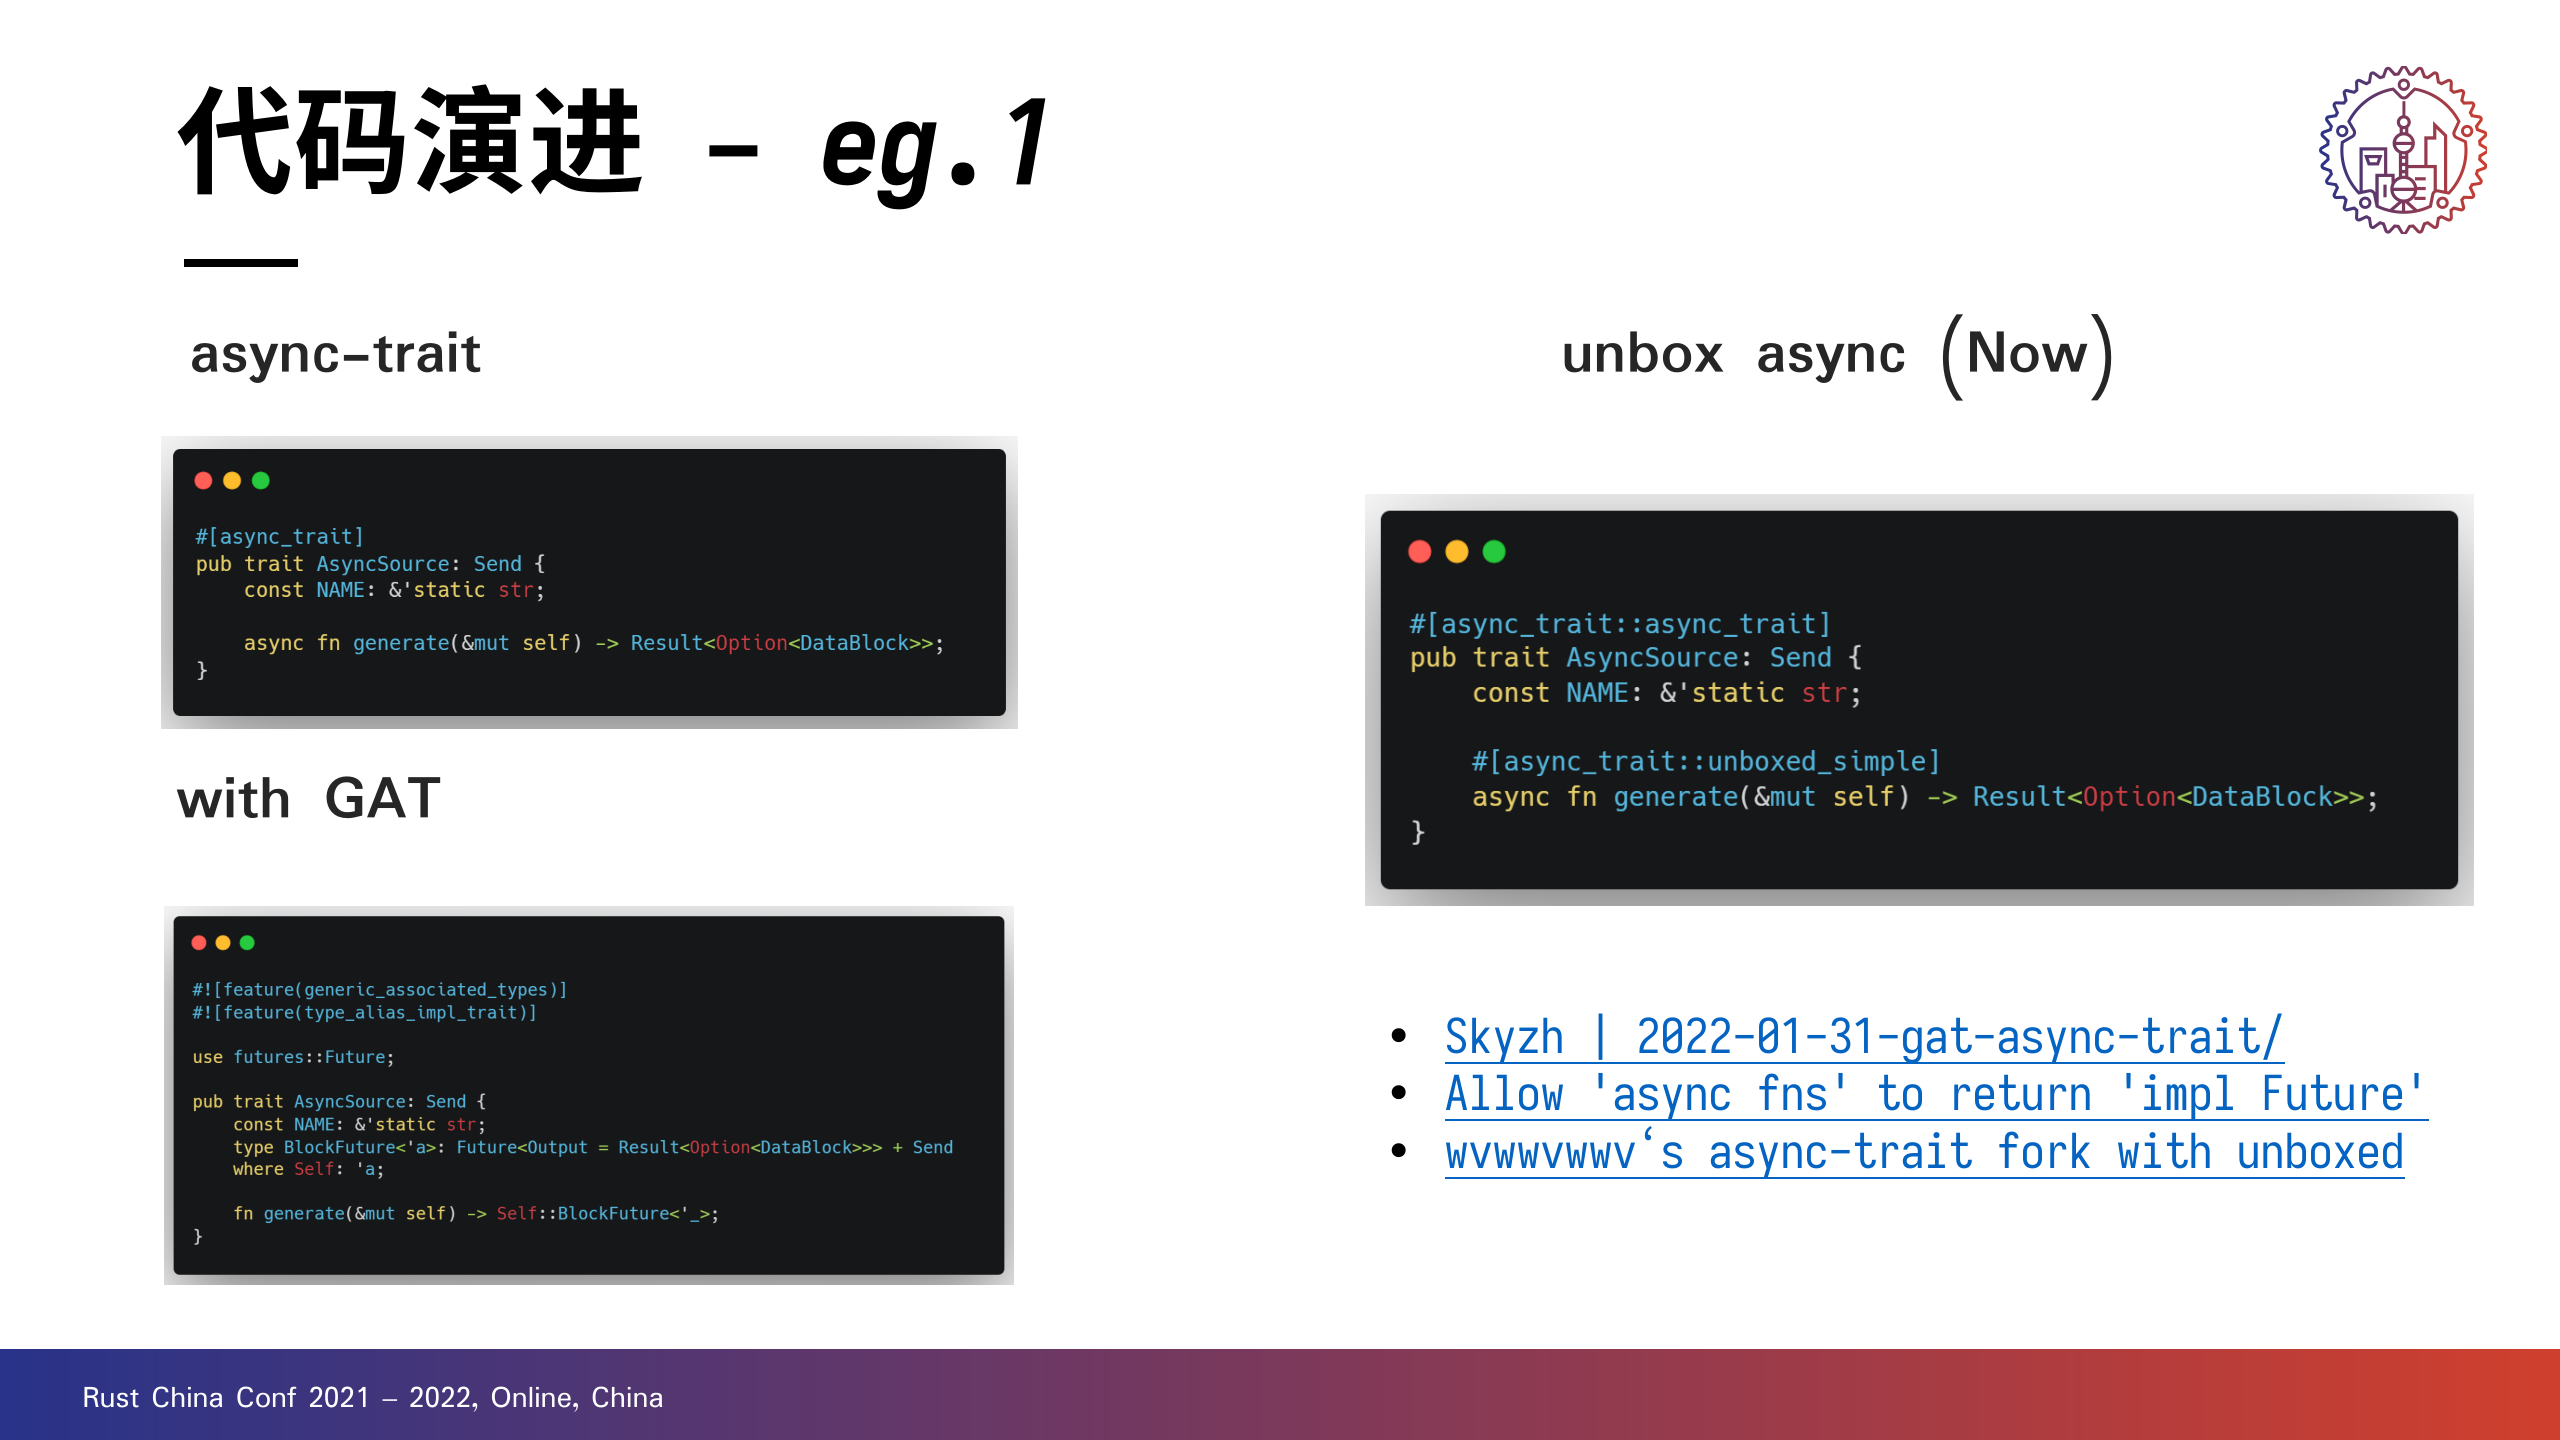 代码演进 - eg.1
async-trait
#[async_trait]
pub trait AsyncSource: Send {
    const NAME: &'static str;
    async fn generate(&mut self) -> Result<Option<DataBlock>>;
}
with GAT
#![feature(generic_associated_types)]
#![feature(type_alias_impl_trait)]
use futures::Future;
pub trait AsyncSource: Send {
    const NAME: &'static str;
    type BlockFuture<'a>: Future<Output = Result<Option<DataBlock>>> + Send
    where Self: 'a;
    fn generate(&mut self) -> Self::BlockFuture<'_>;
}
unbox async (Now)
#[async_trait::async_trait]
pub trait AsyncSource: Send {
    const NAME: &'static str;
    #[async_trait::unboxed_simple]
    async fn generate(&mut self) -> Result<Option<DataBlock>>;
}
• Skyzh | 2022-01-31-gat-async-trait/
• Allow 'async fns' to return 'impl Future'
• wvwwvwwv‘s async-trait fork with unboxed
Rust China Conf 2021 – 2022, Online, China